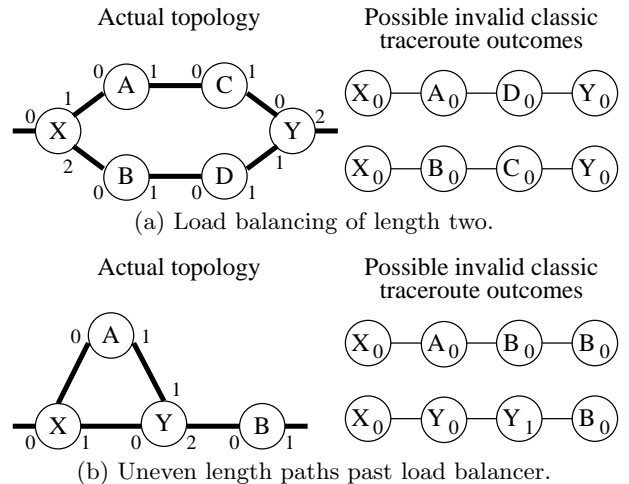 Actual topology
Possible invalid classic
traceroute outcomes
0 A 1 0 C 1
0 X 1 2
0 Y 2 1
0 B 1 0 D 1
X0 A0 D0 Y0
X0 B0 C0 Y0
(a) Load balancing of length two.
Actual topology
Possible invalid classic
traceroute outcomes
0 A 1
1
0 X 1 0 Y 2 0 B 1
X0 A0 B0 B0
X0 Y0 Y1 B0
(b) Uneven length paths past load balancer.